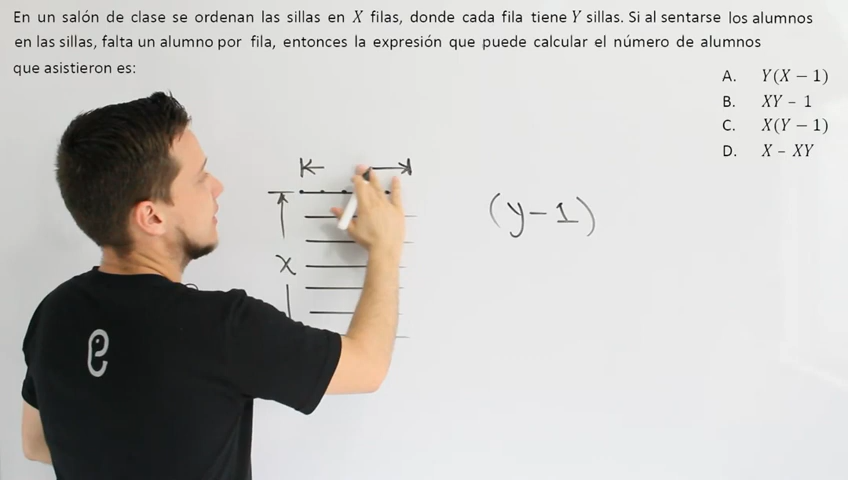 En un salón de clase se ordenan las sillas en X filas, donde cada fila tiene Y sillas. Si al sentarse los alumnos
en las sillas, falta un alumno por fila, entonces la expresión que puede calcular el número de alumnos
que asistieron es:
A. Y(X − 1)
B. XY − 1
C. X(Y − 1)
D. X − XY
(y-1)
x
e